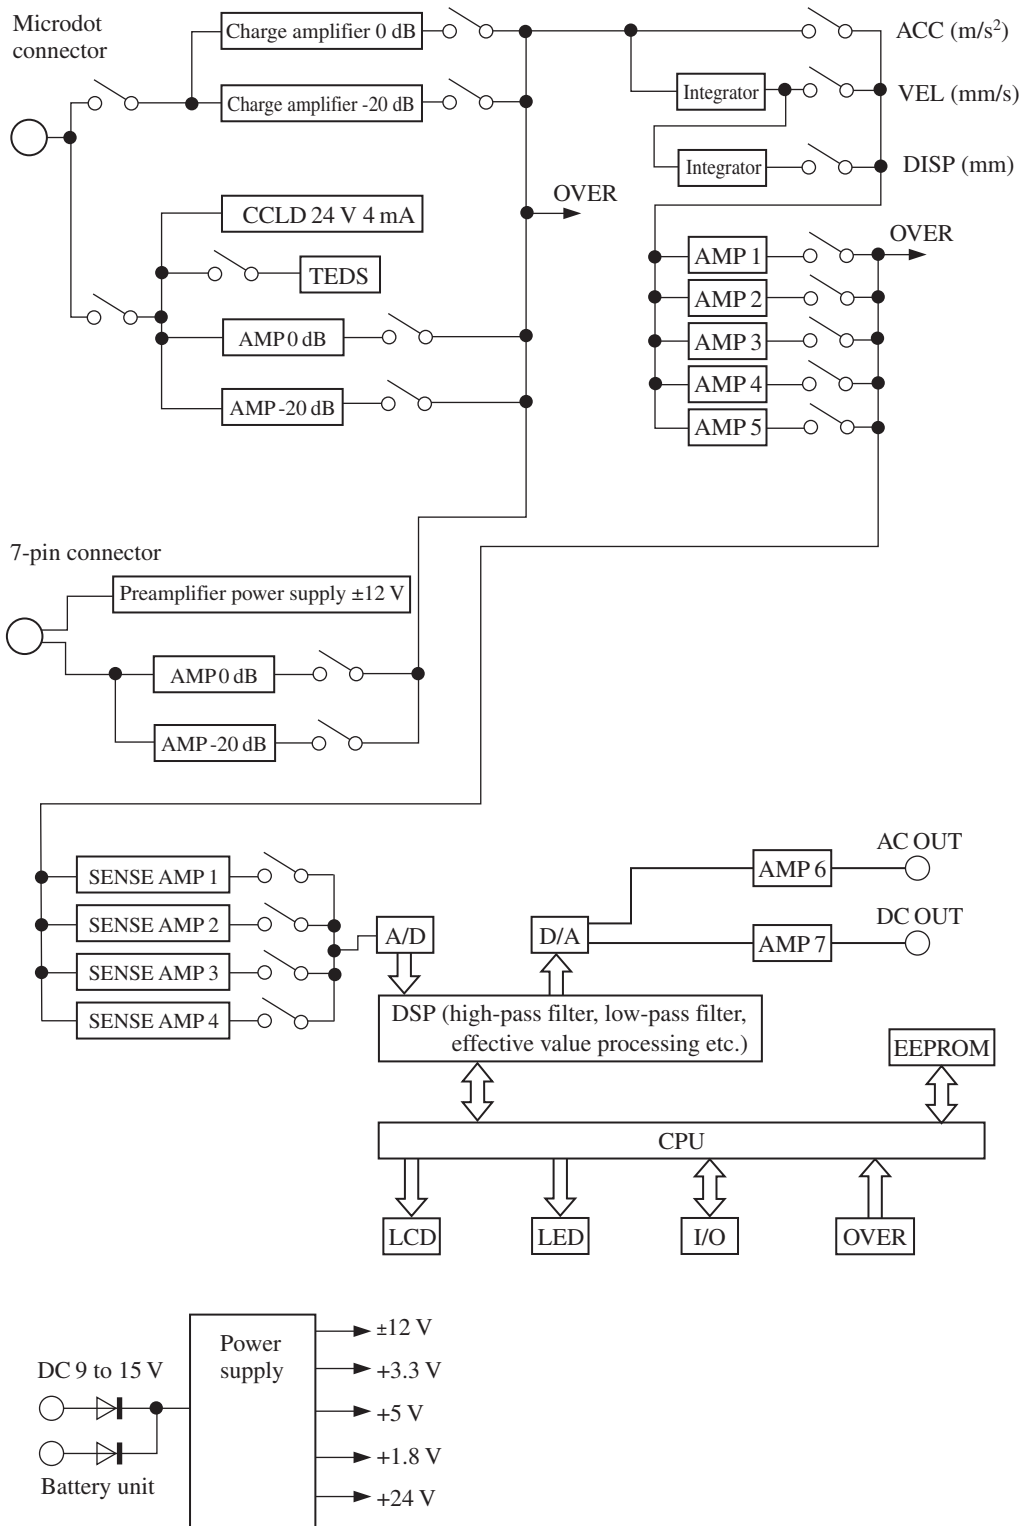 Microdot
connector
Charge amplifier 0 dB
Charge amplifier -20 dB
ACC (m/s²)
Integrator
VEL (mm/s)
Integrator
DISP (mm)
CCLD 24 V 4 mA
OVER
TEDS
AMP 0 dB
AMP -20 dB
OVER
AMP 1
AMP 2
AMP 3
AMP 4
AMP 5
7-pin connector
Preamplifier power supply ±12 V
AMP 0 dB
AMP -20 dB
SENSE AMP 1
SENSE AMP 2
SENSE AMP 3
SENSE AMP 4
A/D
D/A
AMP 6
AC OUT
AMP 7
DC OUT
DSP (high-pass filter, low-pass filter,
effective value processing etc.)
EEPROM
CPU
LCD
LED
I/O
OVER
DC 9 to 15 V
Battery unit
Power
supply
±12 V
+3.3 V
+5 V
+1.8 V
+24 V